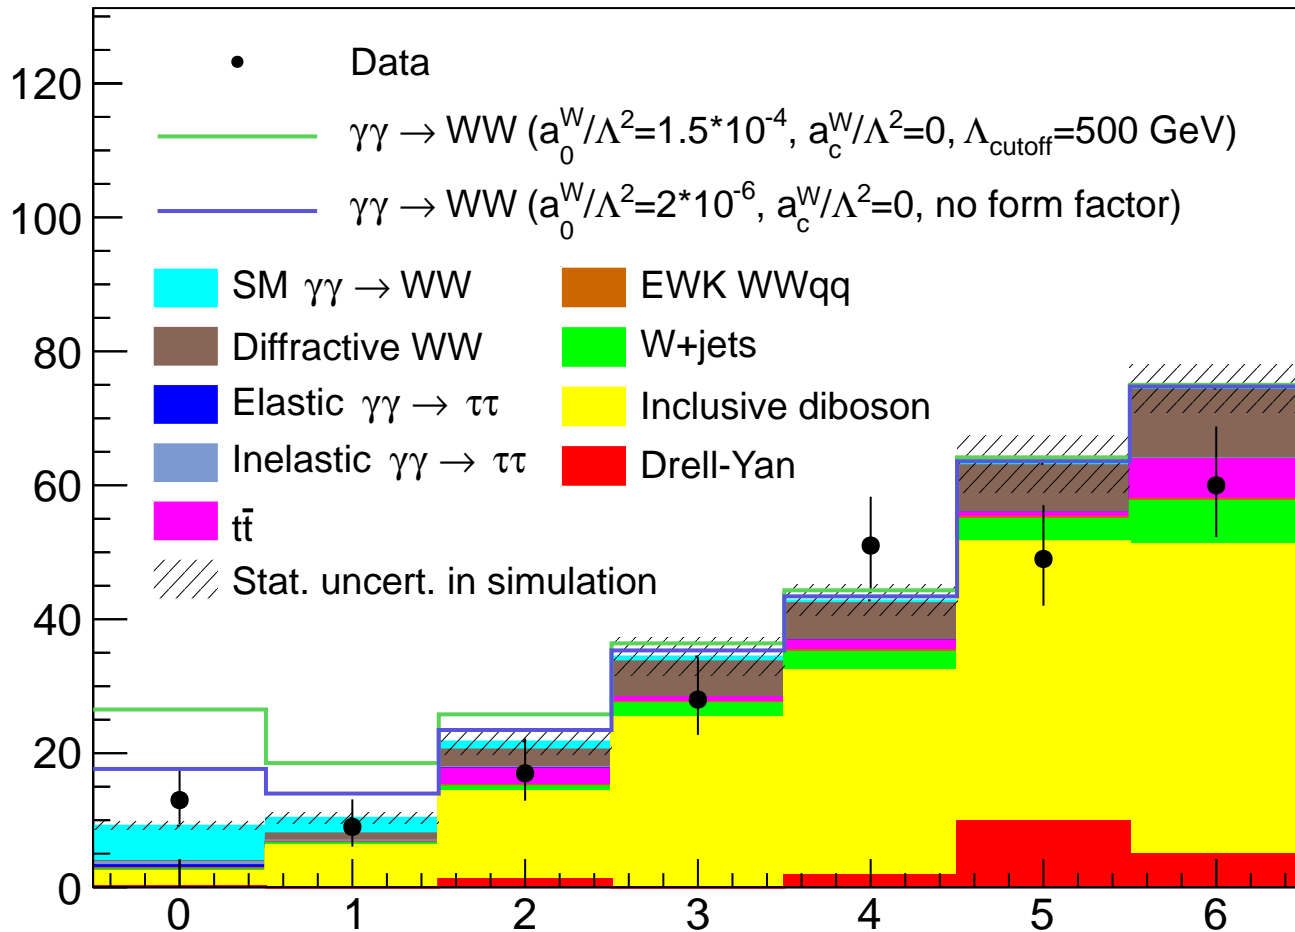 120
100
80
60
40
20
0
Data
γγ → WW (a₀ᵂ/Λ²=1.5*10⁻⁴, a_cᵂ/Λ²=0, Λ_cutoff=500 GeV)
γγ → WW (a₀ᵂ/Λ²=2*10⁻⁶, a_cᵂ/Λ²=0, no form factor)
SM γγ → WW
Diffractive WW
Elastic γγ → ττ
Inelastic γγ → ττ
tt̄
Stat. uncert. in simulation
EWK WWqq
W+jets
Inclusive diboson
Drell-Yan
0 1 2 3 4 5 6